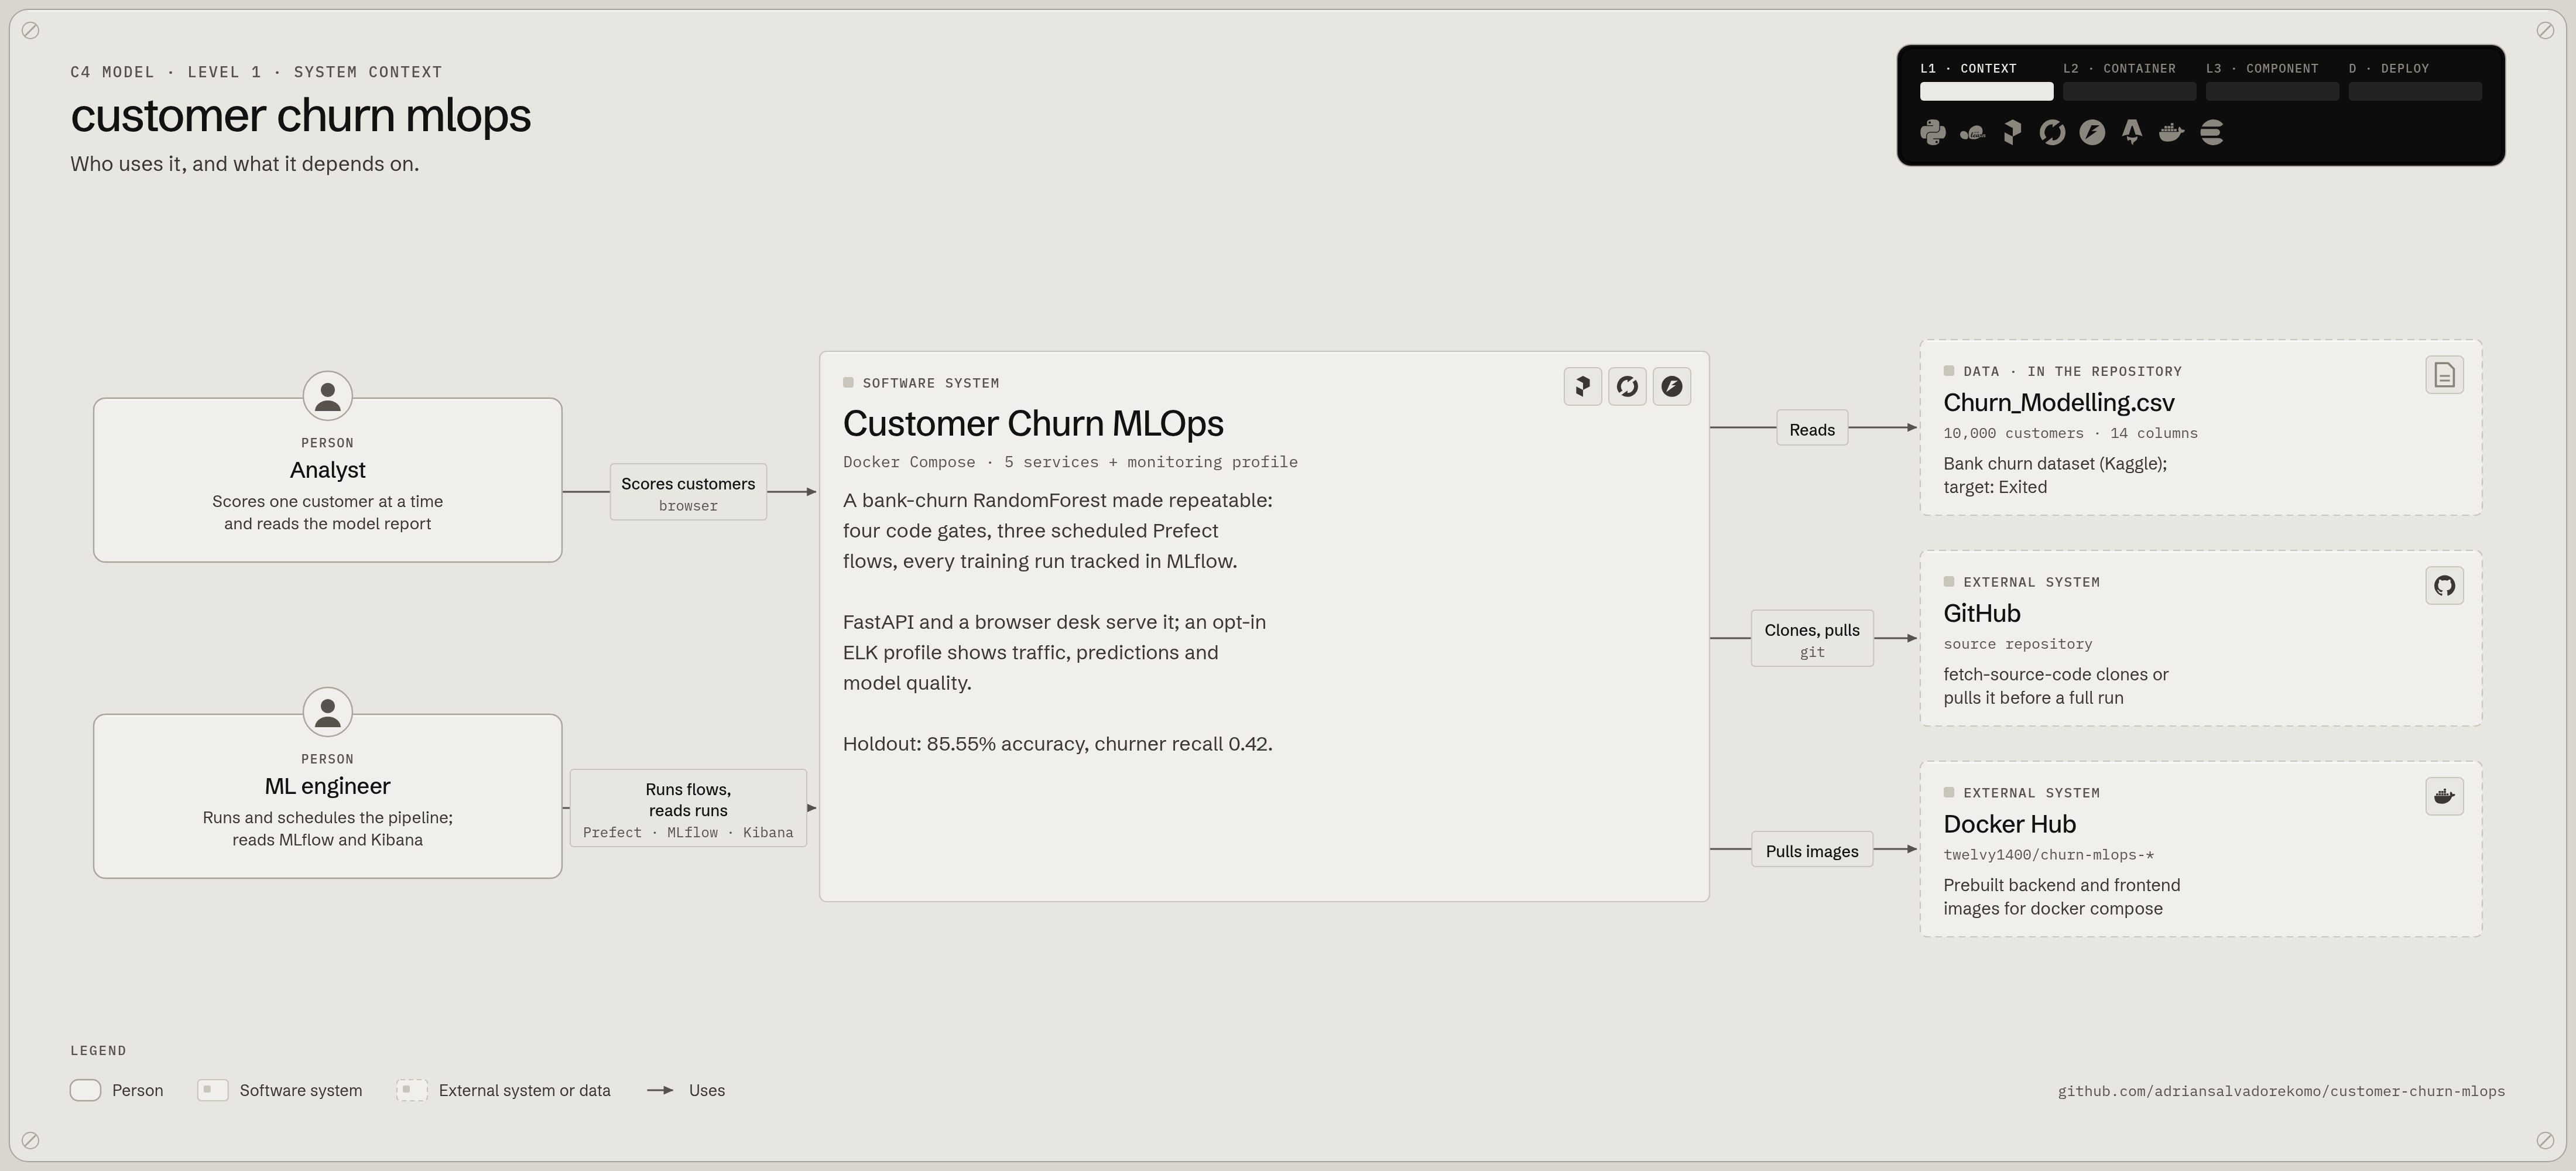 C4 MODEL · LEVEL 1 · SYSTEM CONTEXT
customer churn mlops
Who uses it, and what it depends on.
L1 · CONTEXT
L2 · CONTAINER
L3 · COMPONENT
D · DEPLOY
PERSON
Analyst
Scores one customer at a time
and reads the model report
Scores customers
browser
PERSON
ML engineer
Runs and schedules the pipeline;
reads MLflow and Kibana
Runs flows,
reads runs
Prefect · MLflow · Kibana
SOFTWARE SYSTEM
Customer Churn MLOps
Docker Compose · 5 services + monitoring profile
A bank-churn RandomForest made repeatable:
four code gates, three scheduled Prefect
flows, every training run tracked in MLflow.
FastAPI and a browser desk serve it; an opt-in
ELK profile shows traffic, predictions and
model quality.
Holdout: 85.55% accuracy, churner recall 0.42.
Reads
DATA · IN THE REPOSITORY
Churn_Modelling.csv
10,000 customers · 14 columns
Bank churn dataset (Kaggle);
target: Exited
Clones, pulls
git
EXTERNAL SYSTEM
GitHub
source repository
fetch-source-code clones or
pulls it before a full run
Pulls images
EXTERNAL SYSTEM
Docker Hub
twelvy1400/churn-mlops-*
Prebuilt backend and frontend
images for docker compose
LEGEND
Person
Software system
External system or data
Uses
github.com/adriansalvadorekomo/customer-churn-mlops